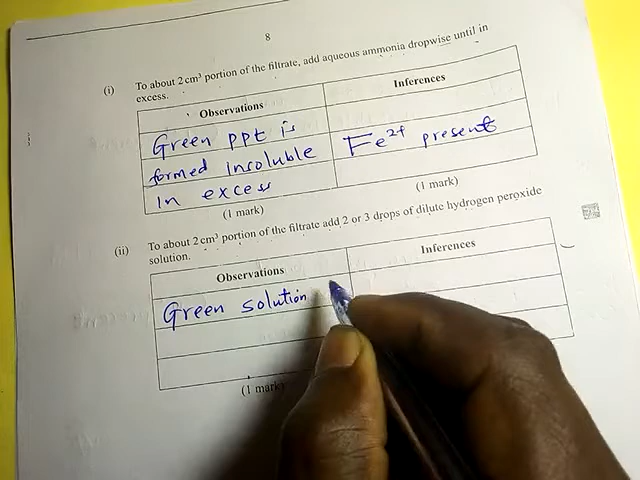 8
(i) To about 2 cm³ portion of the filtrate, add aqueous ammonia dropwise until in
excess.
Observations
Inferences
Green ppt is
formed insoluble
in excess
Fe²⁺ present
(1 mark)
(1 mark)
(ii) To about 2 cm³ portion of the filtrate add 2 or 3 drops of dilute hydrogen peroxide
solution.
Observations
Inferences
Green solution
(1 mark)